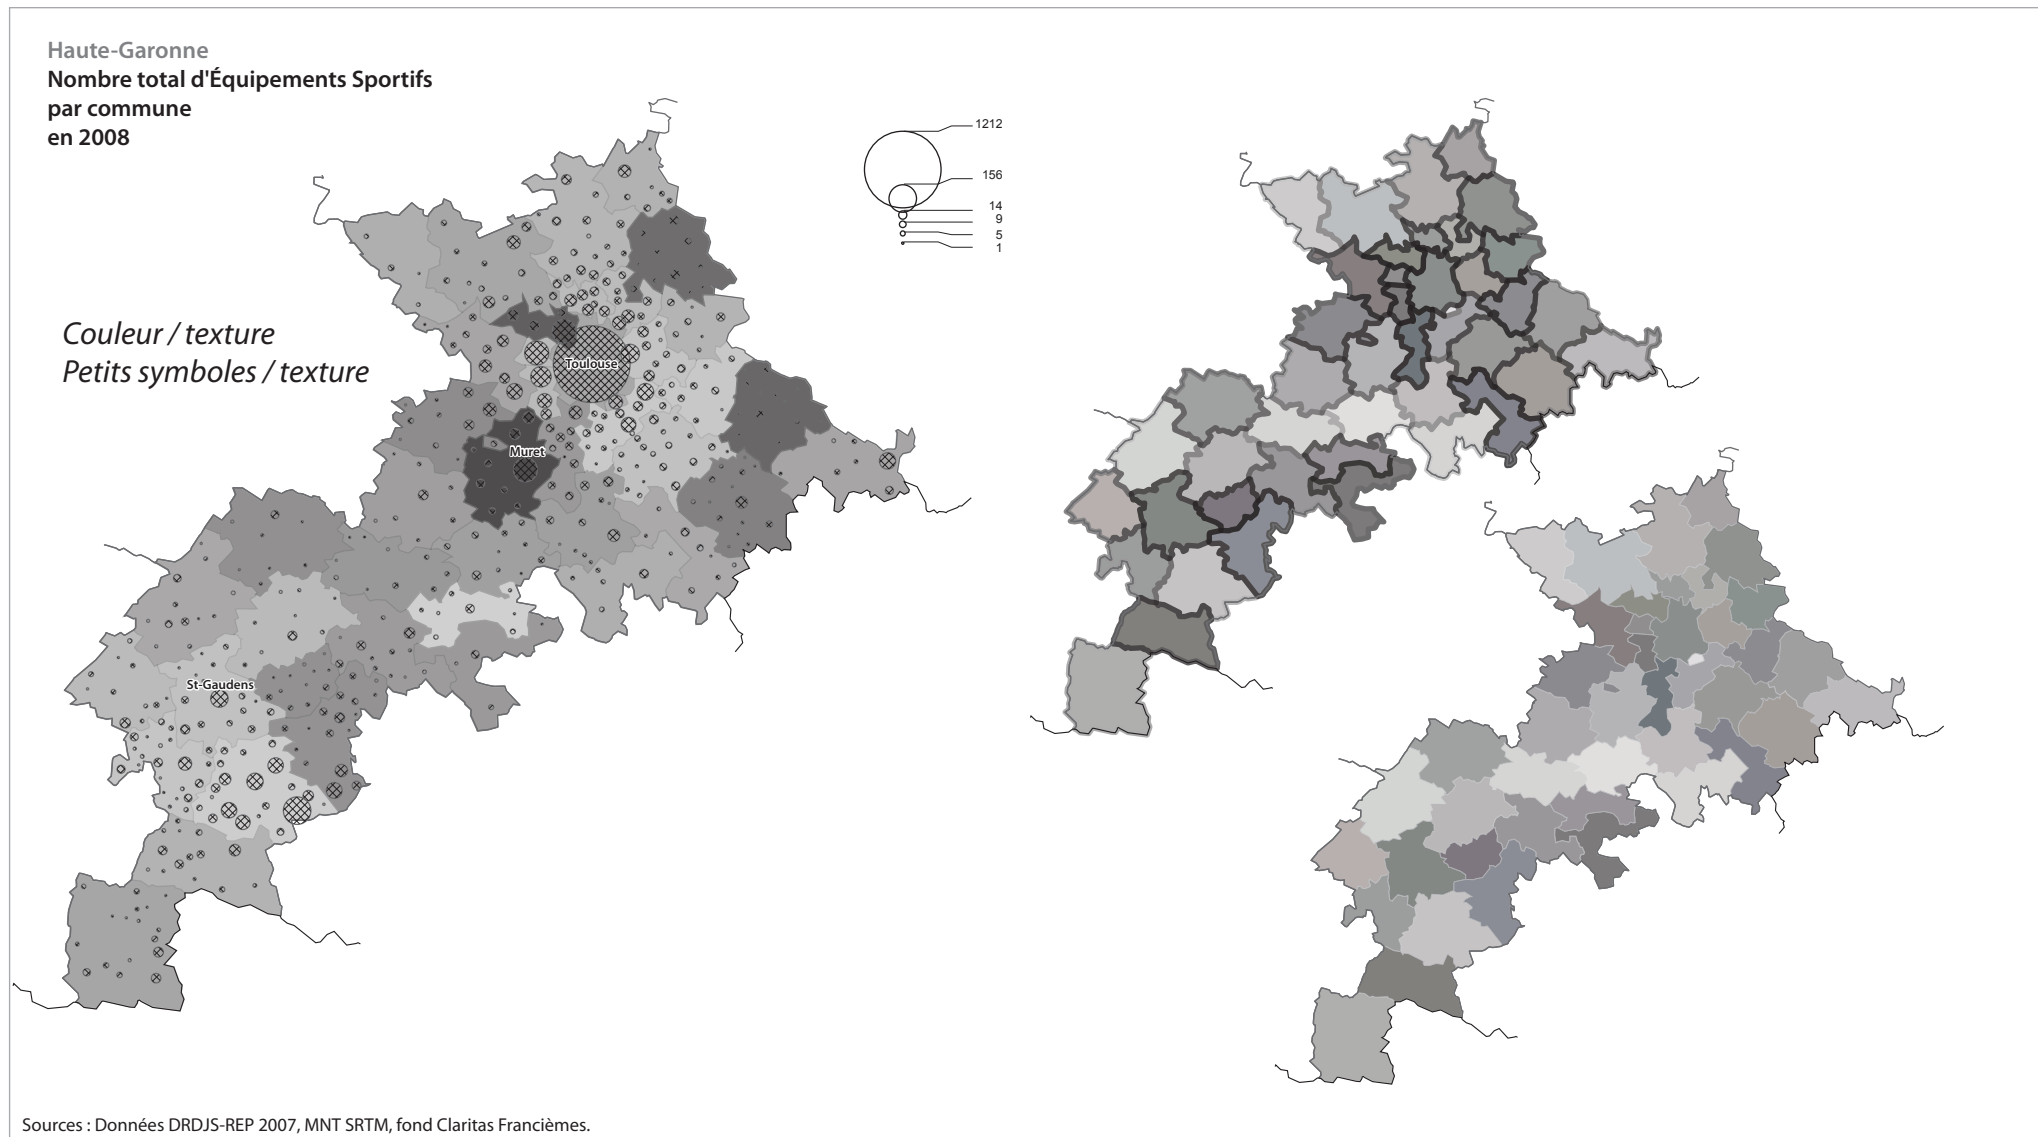 Haute-Garonne
Nombre total d'Équipements Sportifs
par commune
en 2008
1212
156
14
9
5
1
Couleur / texture
Petits symboles / texture
Toulouse
Muret
St-Gaudens
Sources : Données DRDJS-REP 2007, MNT SRTM, fond Claritas Francièmes.